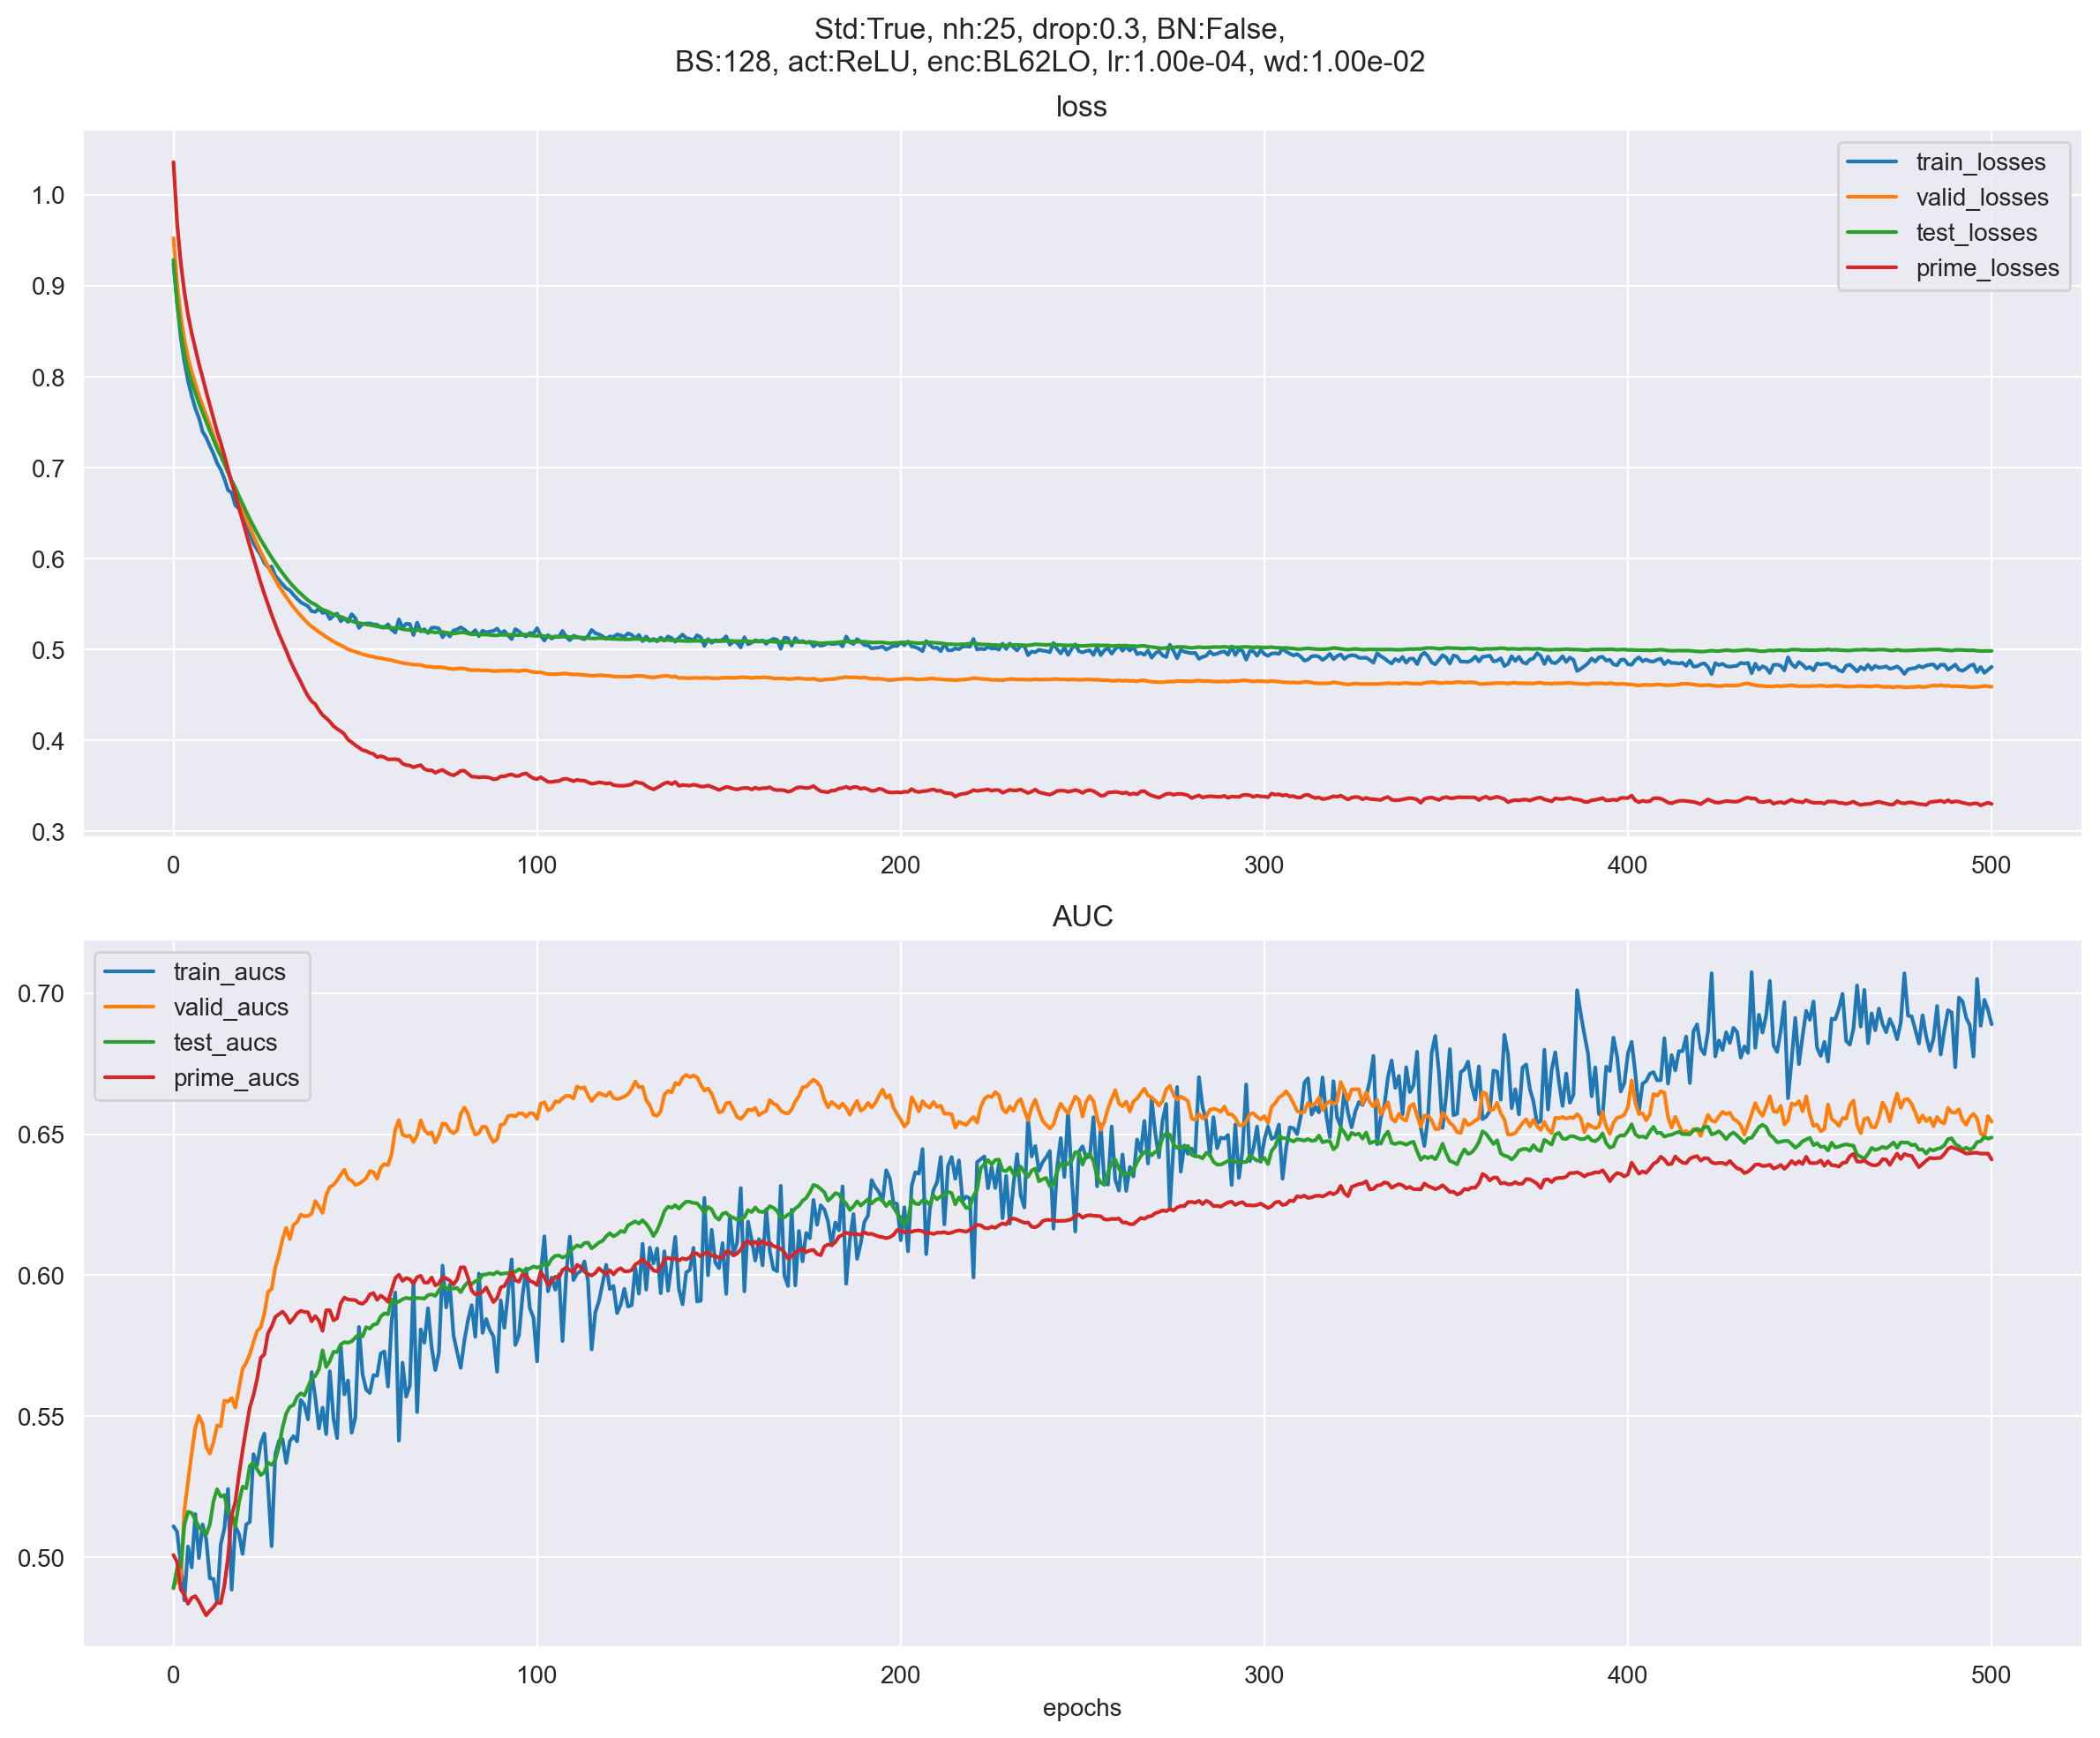 Std:True, nh:25, drop:0.3, BN:False,
BS:128, act:ReLU, enc:BL62LO, lr:1.00e-04, wd:1.00e-02
loss
1.0
0.9
0.8
0.7
0.6
0.5
0.4
0.3
train_losses
valid_losses
test_losses
prime_losses
0 100 200 300 400 500
AUC
0.70
0.65
0.60
0.55
0.50
train_aucs
valid_aucs
test_aucs
prime_aucs
0 100 200 300 400 500
epochs